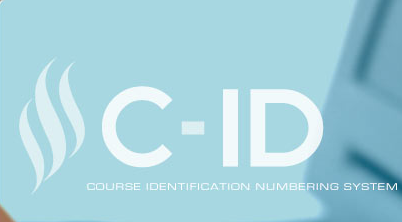 C-ID
COURSE IDENTIFICATION NUMBERING SYSTEM